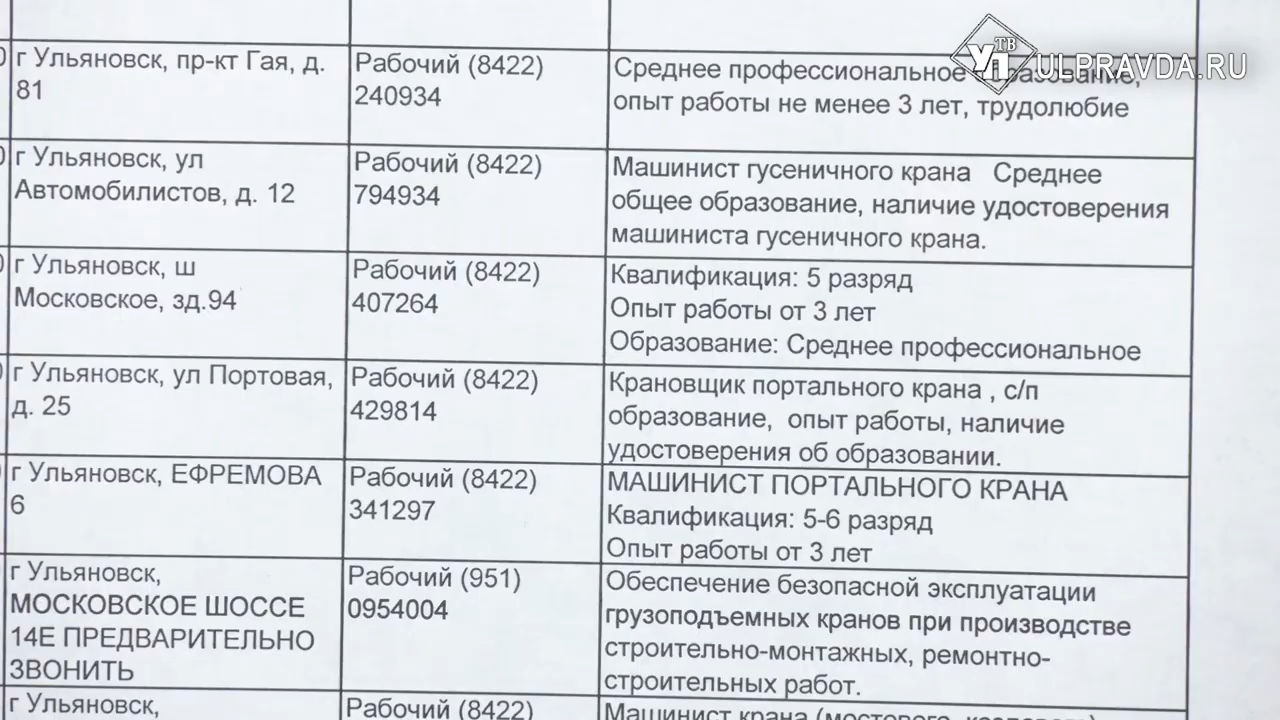 УП ТВ ULPRAVDA.RU
г Ульяновск, пр-кт Гая, д.
81
Рабочий (8422)
240934
Среднее профессиональное образование,
опыт работы не менее 3 лет, трудолюбие
г Ульяновск, ул
Автомобилистов, д. 12
Рабочий (8422)
794934
Машинист гусеничного крана Среднее
общее образование, наличие удостоверения
машиниста гусеничного крана.
г Ульяновск, ш
Московское, зд.94
Рабочий (8422)
407264
Квалификация: 5 разряд
Опыт работы от 3 лет
Образование: Среднее профессиональное
г Ульяновск, ул Портовая,
д. 25
Рабочий (8422)
429814
Крановщик портального крана , с/п
образование, опыт работы, наличие
удостоверения об образовании.
г Ульяновск, ЕФРЕМОВА
6
Рабочий (8422)
341297
МАШИНИСТ ПОРТАЛЬНОГО КРАНА
Квалификация: 5-6 разряд
Опыт работы от 3 лет
г Ульяновск,
МОСКОВСКОЕ ШОССЕ
14Е ПРЕДВАРИТЕЛЬНО
ЗВОНИТЬ
Рабочий (951)
0954004
Обеспечение безопасной эксплуатации
грузоподъемных кранов при производстве
строительно-монтажных, ремонтно-
строительных работ.
г Ульяновск,
Рабочий (8422)
Машинист крана (мостового, козлового)